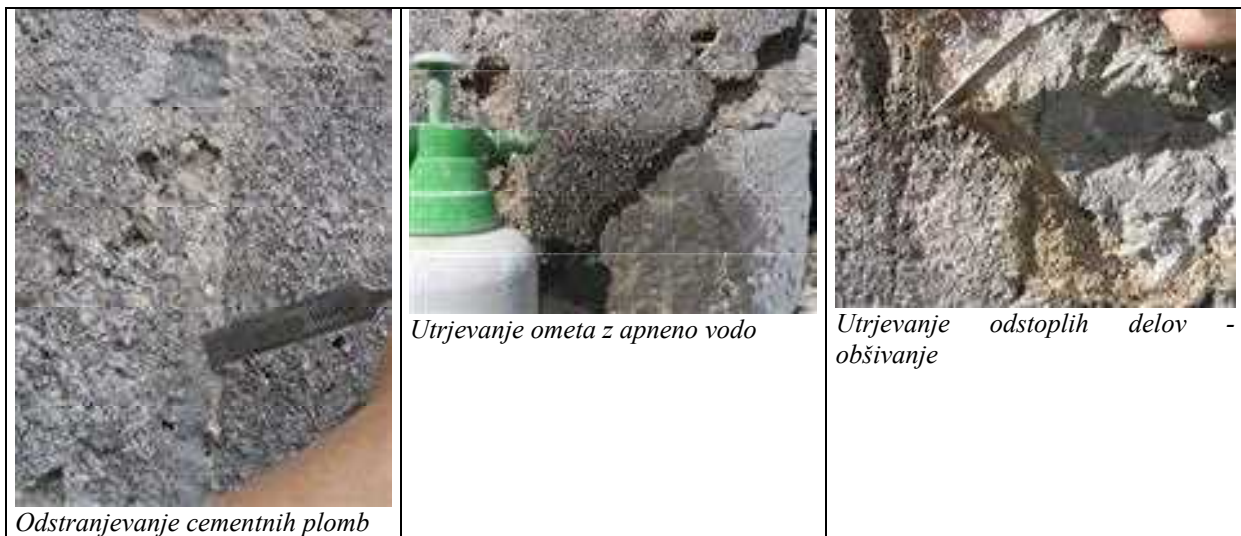 Odstranjevanje cementnih plomb
Utrjevanje ometa z apneno vodo
Utrjevanje odstoplih delov -
obšivanje